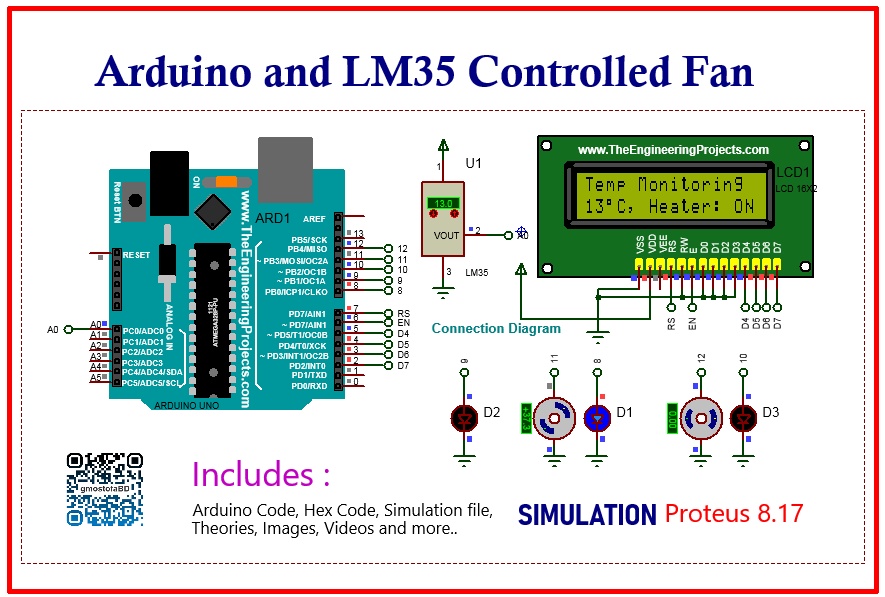 Arduino and LM35 Controlled Fan
Reset BTN
ON
ARD1
www.TheEngineeringProjects.com
AREF
PB5/SCK
PB4/MISO
~ PB3/MOSI/OC2A
~ PB2/OC1B
~ PB1/OC1A
PB0/ICP1/CLKO
PD7/AIN1
~ PD7/AIN1
~ PD5/T1/OC0B
PD4/T0/XCK
~ PD3/INT1/OC2B
PD2/INT0
PD1/TXD
PD0/RXD
13
12
11
10
9
8
7
6
5
4
3
2
1
0
12
11
10
9
8
RS
EN
D4
D5
D6
D7
RESET
A0
A0
A1
A2
A3
A4
A5
PC0/ADC0
PC1/ADC1
PC2/ADC2
PC3/ADC3
PC4/ADC4/SDA
PC5/ADC5/SCL
ANALOG IN
1121
ATMEGA328P-PU
ARDUINO UNO
1
U1
13.0
VOUT
2
A0
3
LM35
www.TheEngineeringProjects.com
LCD1
LCD 16X2
Temp Monitoring
13°C, Heater: ON
VSS
VDD
VEE
RS
RW
E
D0
D1
D2
D3
D4
D5
D6
D7
RS
EN
D4
D5
D6
D7
Connection Diagram
9
D2
11
+37.3
8
D1
12
0.00
10
D3
gmostofaBD
Includes :
Arduino Code, Hex Code, Simulation file,
Theories, Images, Videos and more..
SIMULATION Proteus 8.17